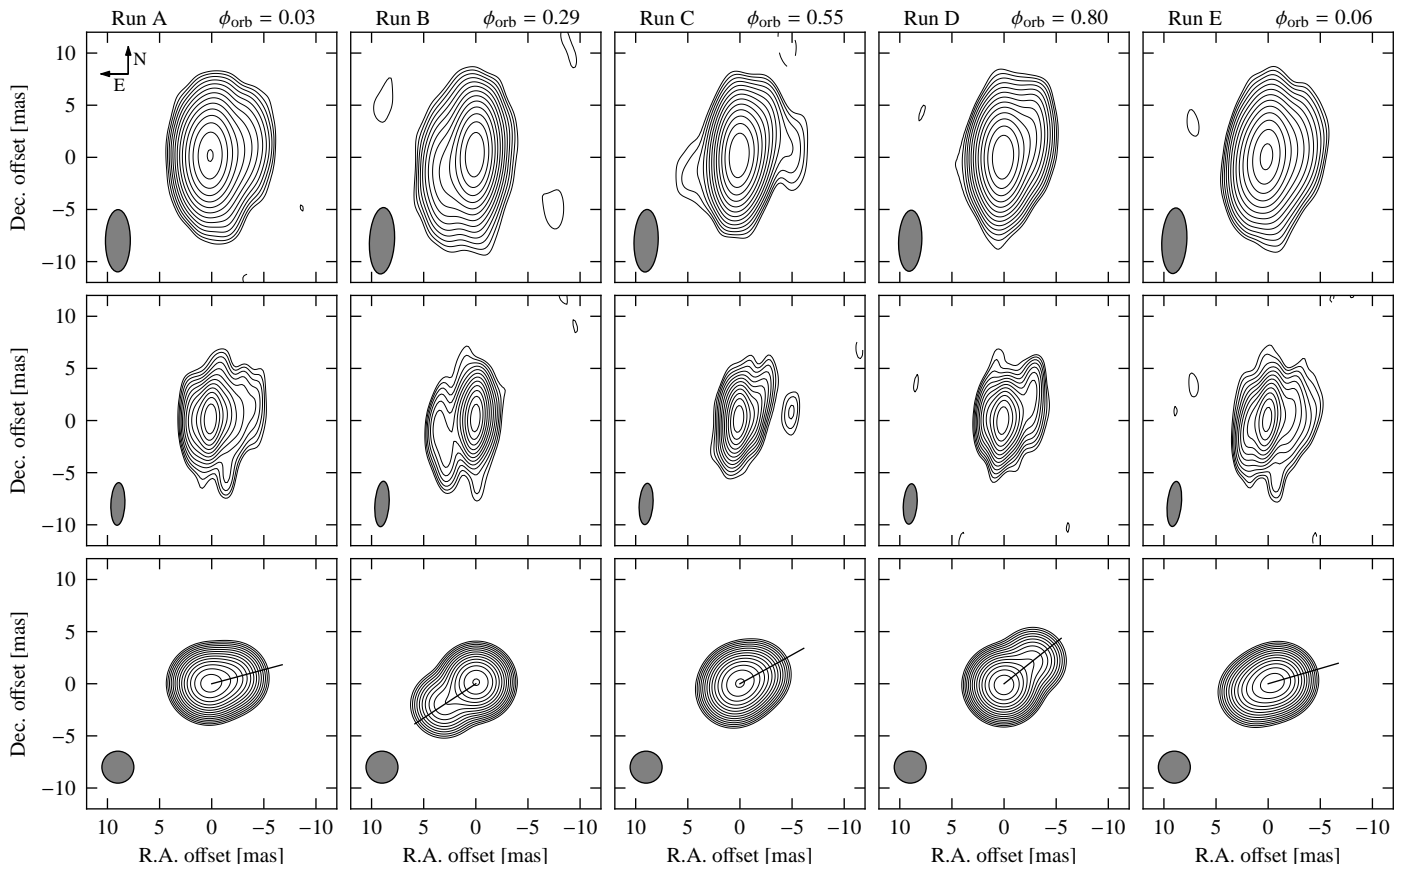 Run A ϕorb = 0.03 Run B ϕorb = 0.29 Run C ϕorb = 0.55 Run D ϕorb = 0.80 Run E ϕorb = 0.06
N
E
Dec. offset [mas]
10
5
0
−5
−10
Dec. offset [mas]
10
5
0
−5
−10
Dec. offset [mas]
10
5
0
−5
−10
10 5 0 −5 −10 10 5 0 −5 −10 10 5 0 −5 −10 10 5 0 −5 −10 10 5 0 −5 −10
R.A. offset [mas] R.A. offset [mas] R.A. offset [mas] R.A. offset [mas] R.A. offset [mas]